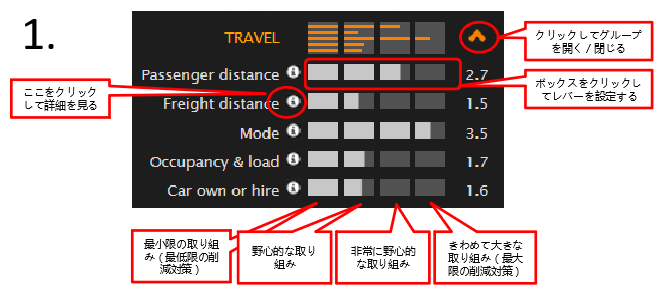 1.
TRAVEL
クリックしてグループ
を開く / 閉じる
Passenger distance
2.7
ここをクリック
して詳細を見る
ボックスをクリックし
てレバーを設定する
Freight distance
1.5
Mode
3.5
Occupancy & load
1.7
Car own or hire
1.6
最小限の取り組
み ( 最低限の削
減対策 )
野心的な取り
組み
非常に野心的
な取り組み
きわめて大きな
取り組み ( 最大
限の削減対策 )